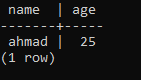 name  | age
-------+-----
 ahmad |  25
(1 row)